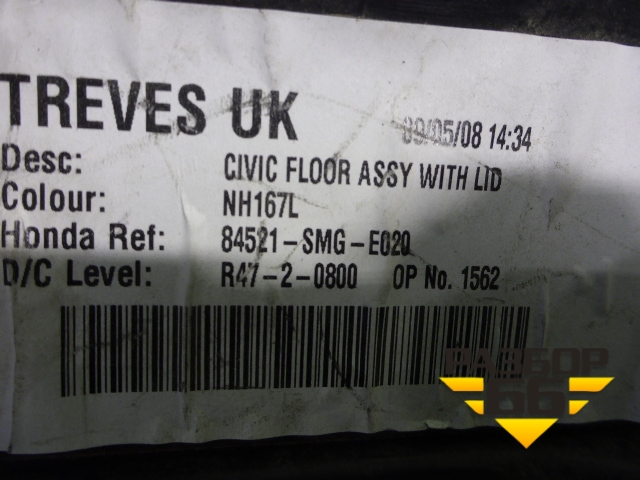 TREVES UK
09/05/08 14:34
Desc: CIVIC FLOOR ASSY WITH LID
Colour: NH167L
Honda Ref: 84521-SMG-E020
D/C Level: R47-2-0800 OP No. 1562
РАЗБОР
66